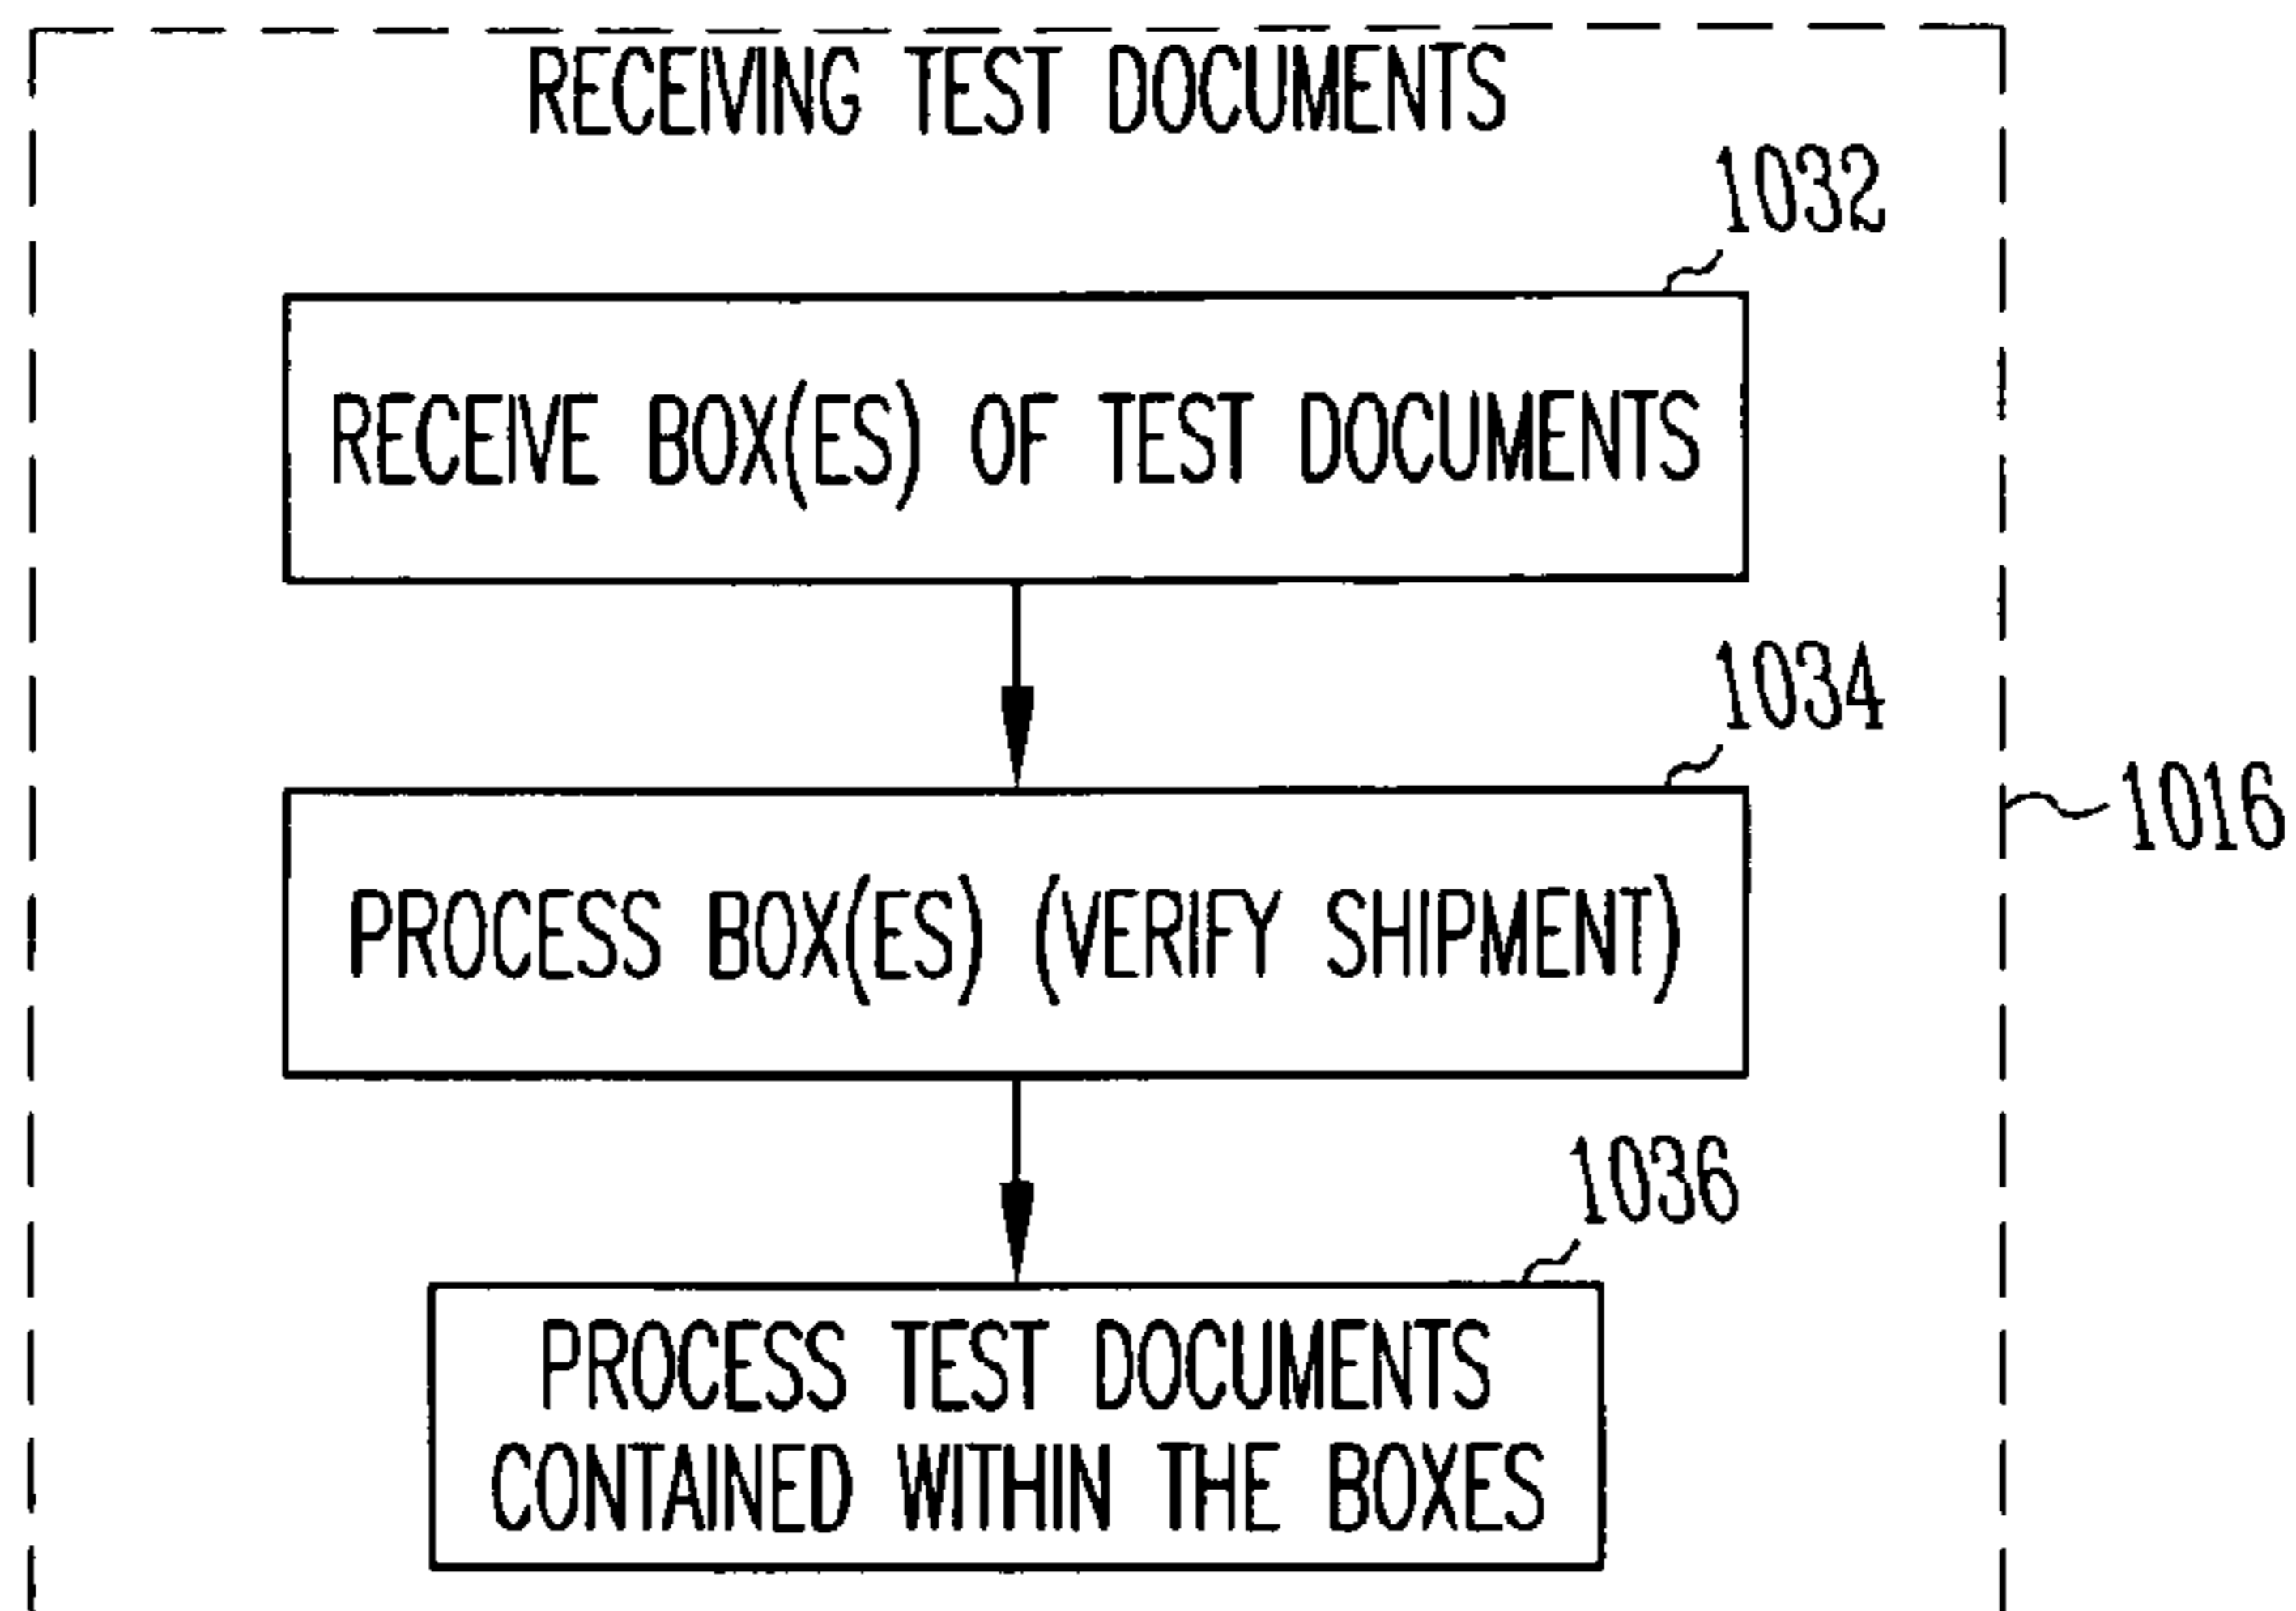 RECEIVING TEST DOCUMENTS
1032
RECEIVE BOX(ES) OF TEST DOCUMENTS
1034
1016
PROCESS BOX(ES) (VERIFY SHIPMENT)
1036
PROCESS TEST DOCUMENTS
CONTAINED WITHIN THE BOXES